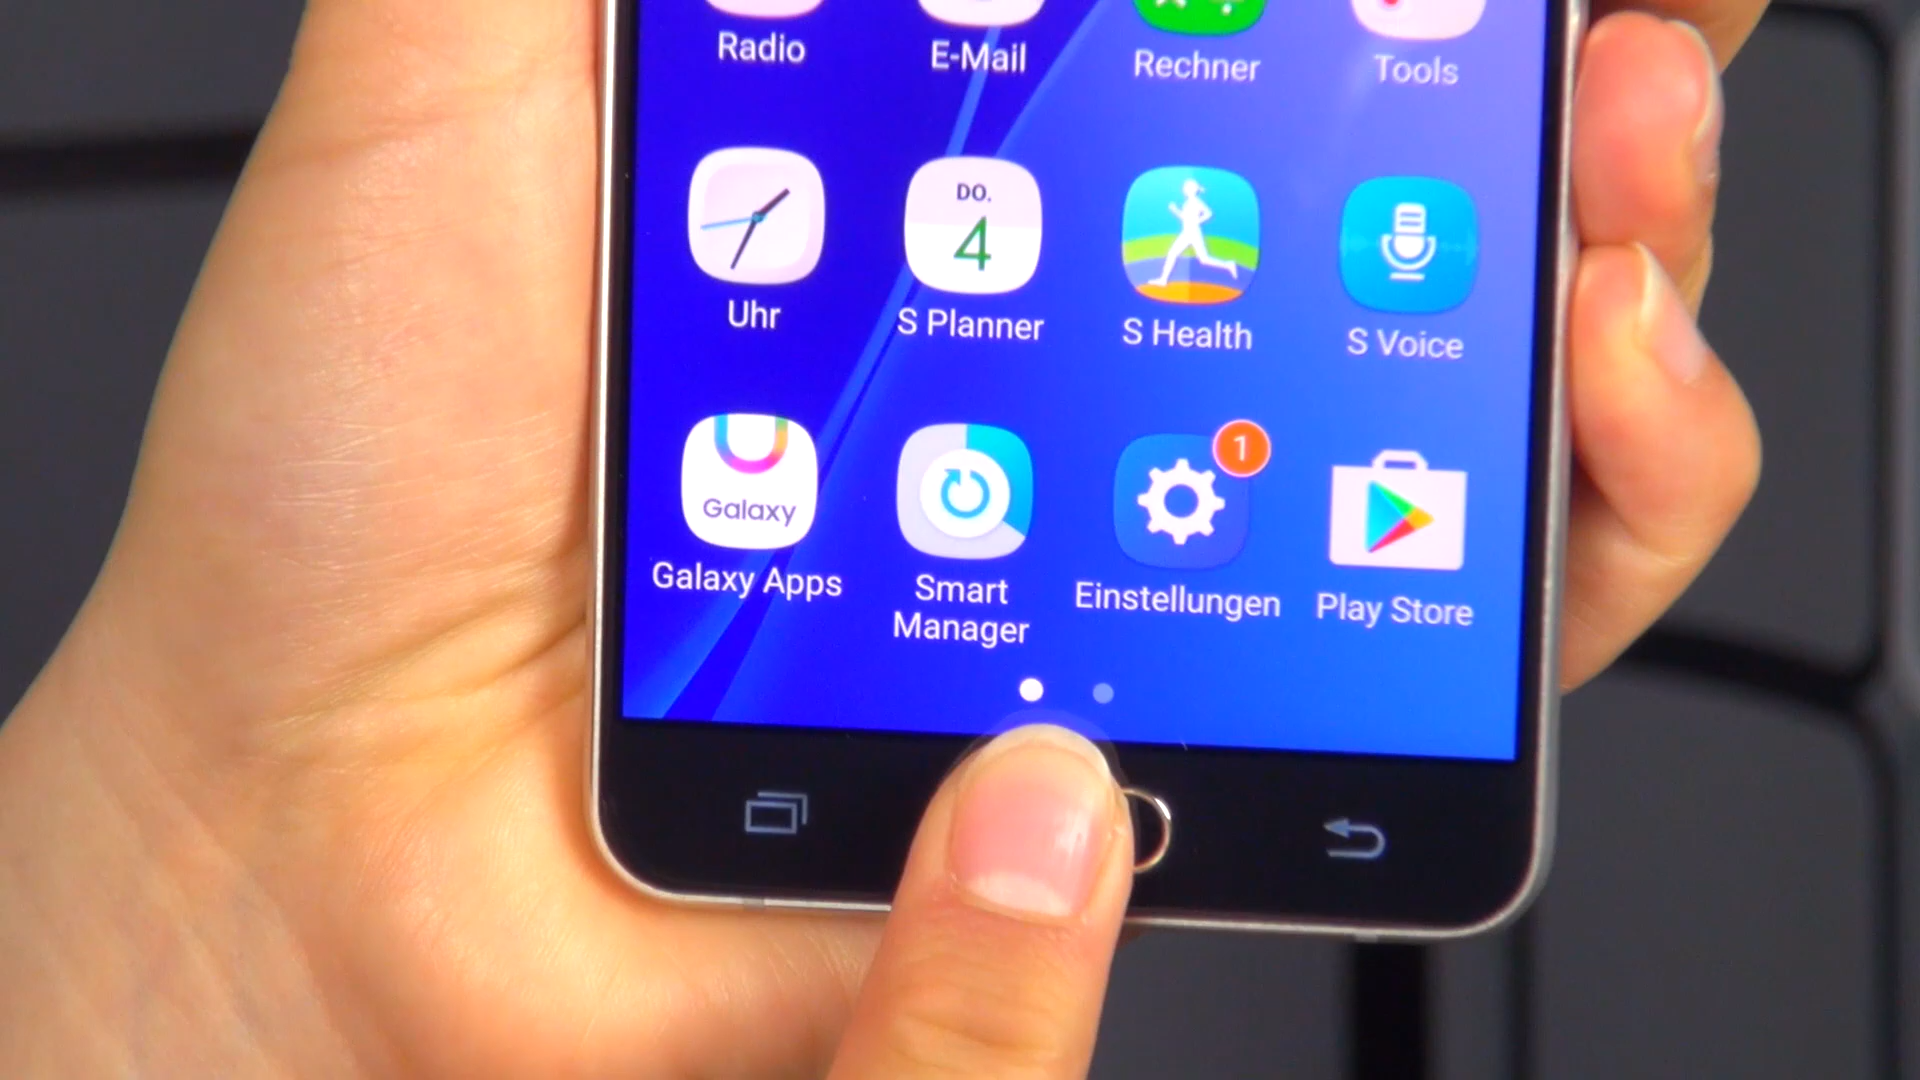 Radio
E-Mail
Rechner
Tools
DO.
4
Uhr
S Planner
S Health
S Voice
Galaxy
1
Galaxy Apps
Smart
Manager
Einstellungen
Play Store